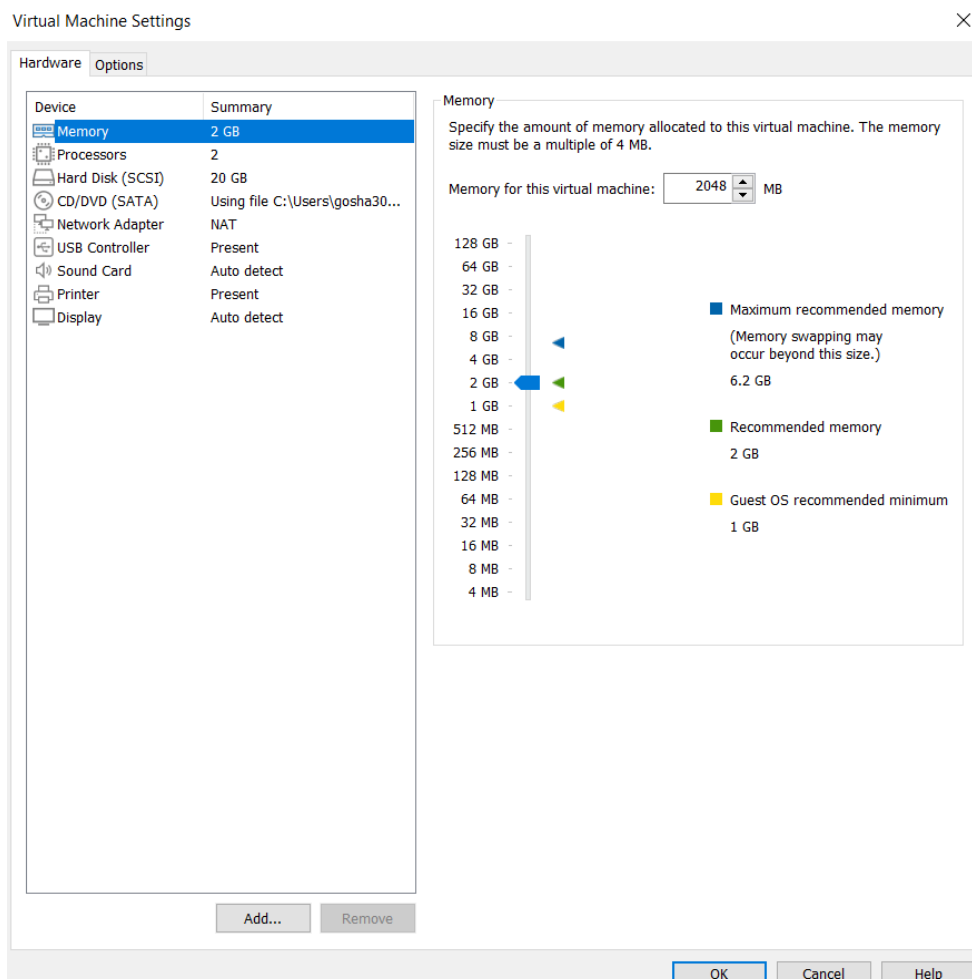 Virtual Machine Settings
Hardware Options
Device Summary
Memory 2 GB
Processors 2
Hard Disk (SCSI) 20 GB
CD/DVD (SATA) Using file C:\Users\gosha30...
Network Adapter NAT
USB Controller Present
Sound Card Auto detect
Printer Present
Display Auto detect
Add... Remove
Memory
Specify the amount of memory allocated to this virtual machine. The memory
size must be a multiple of 4 MB.
Memory for this virtual machine: 2048 MB
128 GB
64 GB
32 GB
16 GB
8 GB
4 GB
2 GB
1 GB
512 MB
256 MB
128 MB
64 MB
32 MB
16 MB
8 MB
4 MB
Maximum recommended memory
(Memory swapping may
occur beyond this size.)
6.2 GB
Recommended memory
2 GB
Guest OS recommended minimum
1 GB
OK Cancel Help